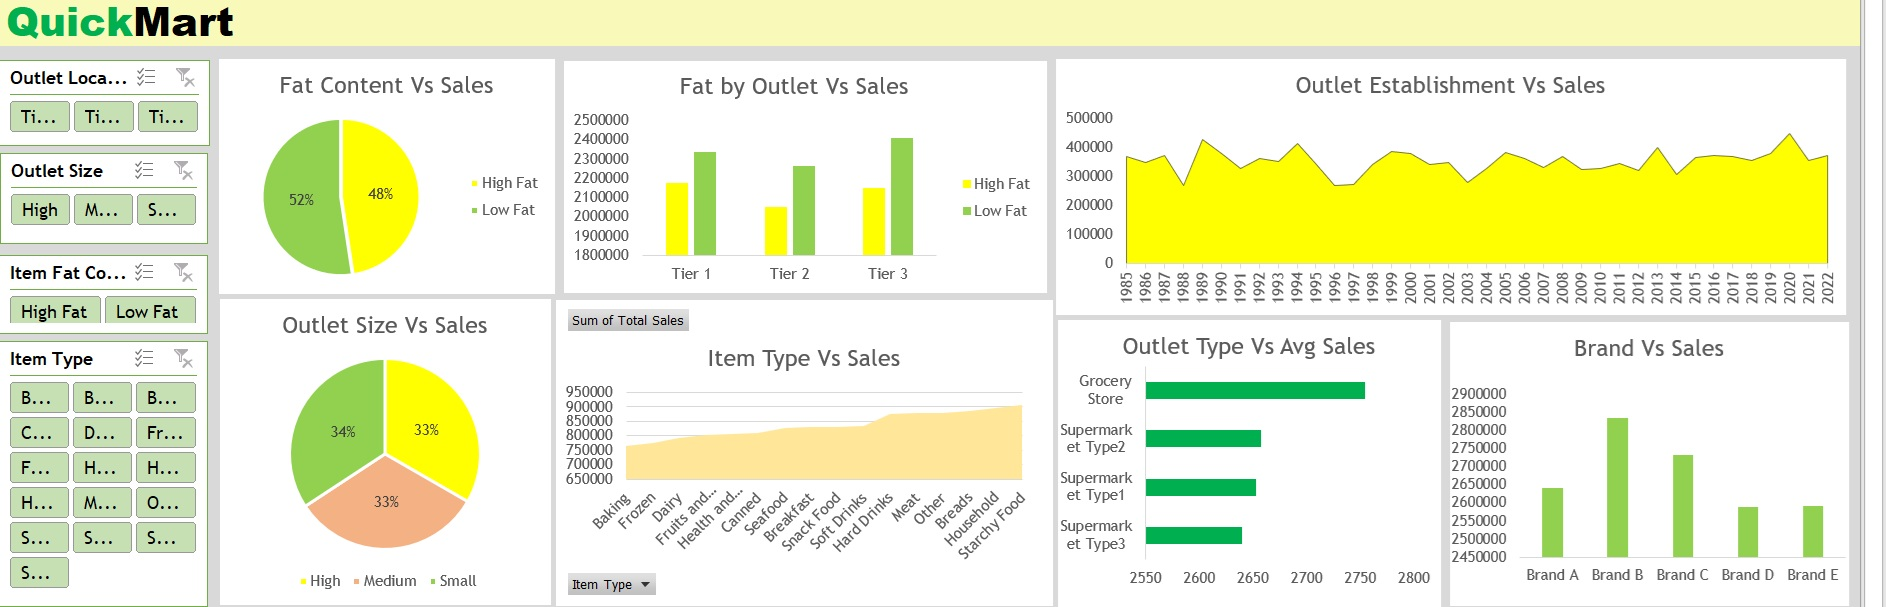 QuickMart
Outlet Loca...
Ti...
Ti...
Ti...
Outlet Size
High
M...
S...
Item Fat Co...
High Fat
Low Fat
Item Type
B...
B...
B...
C...
D...
Fr...
F...
H...
H...
H...
M...
O...
S...
S...
S...
S...
Fat Content Vs Sales
52%
48%
High Fat
Low Fat
Outlet Size Vs Sales
34%
33%
33%
High
Medium
Small
Fat by Outlet Vs Sales
2500000
2400000
2300000
2200000
2100000
2000000
1900000
1800000
Tier 1
Tier 2
Tier 3
High Fat
Low Fat
Sum of Total Sales
Item Type Vs Sales
950000
900000
850000
800000
750000
700000
650000
Baking
Frozen
Dairy
Fruits and...
Health and...
Canned
Seafood
Breakfast
Snack Food
Soft Drinks
Hard Drinks
Meat
Other
Breads
Household
Starchy Food
Item Type
Outlet Establishment Vs Sales
500000
400000
300000
200000
100000
0
1985
1986
1987
1988
1989
1990
1991
1992
1993
1994
1995
1996
1997
1998
1999
2000
2001
2002
2003
2004
2005
2006
2007
2008
2009
2010
2011
2012
2013
2014
2015
2016
2017
2018
2019
2020
2021
2022
Outlet Type Vs Avg Sales
Grocery
Store
Supermark
et Type2
Supermark
et Type1
Supermark
et Type3
2550
2600
2650
2700
2750
2800
Brand Vs Sales
2900000
2850000
2800000
2750000
2700000
2650000
2600000
2550000
2500000
2450000
Brand A
Brand B
Brand C
Brand D
Brand E